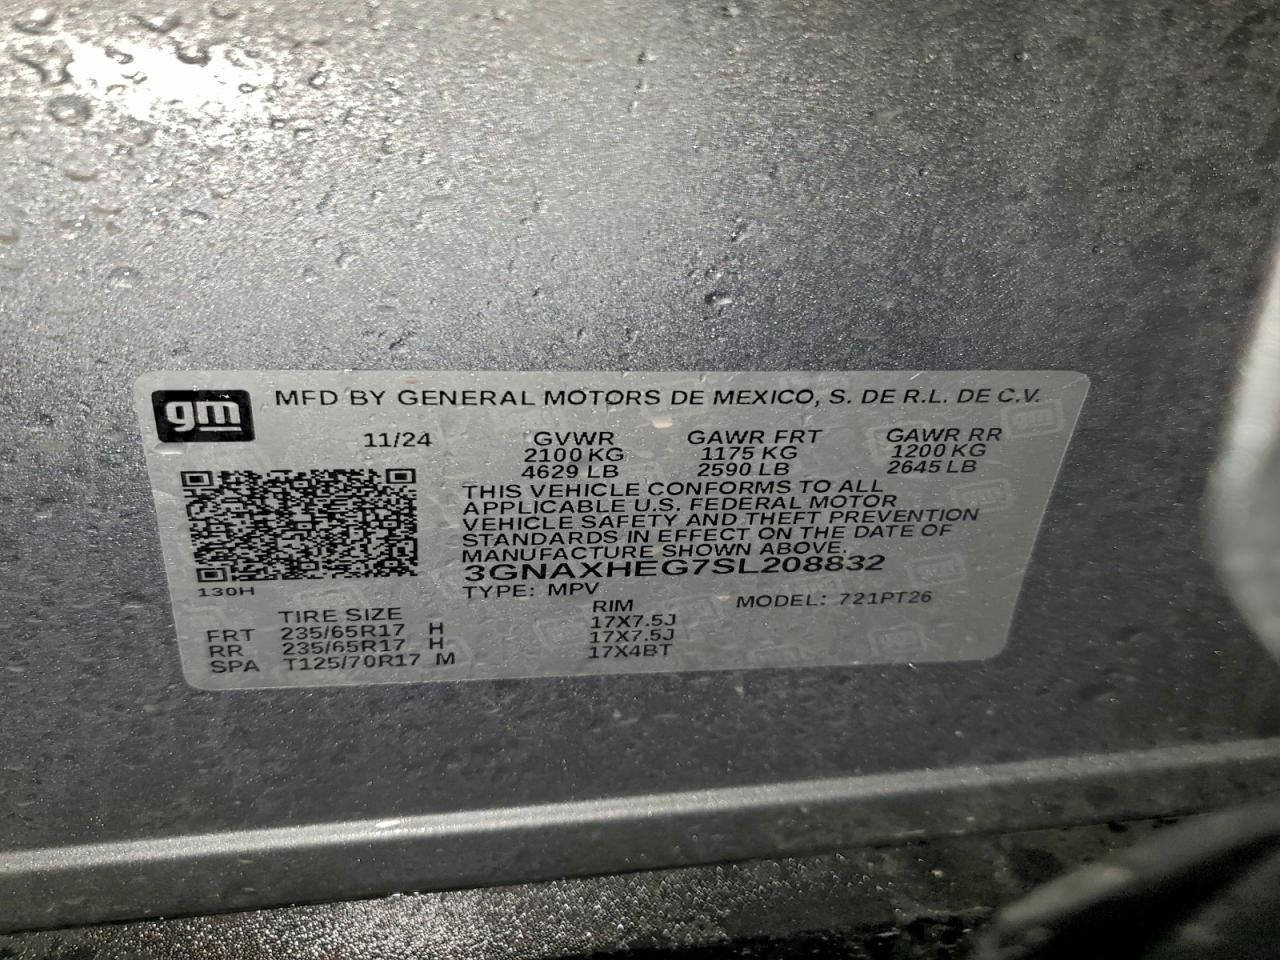 gm
MFD BY GENERAL MOTORS DE MEXICO, S. DE R.L. DE C.V.
11/24 GVWR GAWR FRT GAWR RR
2100 KG 1175 KG 1200 KG
4629 LB 2590 LB 2645 LB
THIS VEHICLE CONFORMS TO ALL
APPLICABLE U.S. FEDERAL MOTOR
VEHICLE SAFETY AND THEFT PREVENTION
STANDARDS IN EFFECT ON THE DATE OF
MANUFACTURE SHOWN ABOVE.
3GNAXHEG7SL208832
130H
TYPE: MPV MODEL: 721PT26
TIRE SIZE RIM
FRT 235/65R17 H 17X7.5J
RR 235/65R17 H 17X7.5J
SPA T125/70R17 M 17X4BT